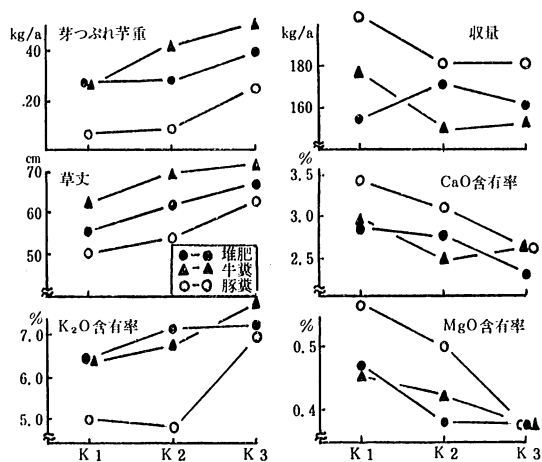 kg/a
芽つぶれ芋重
40
20
cm
草丈
70
60
50
堆肥
牛糞
豚糞
%
K₂O含有率
7.0
6.0
5.0
K1 K2 K3
kg/a
収量
180
160
%
CaO含有率
3.5
3.0
2.5
%
MgO含有率
0.5
0.4
K1 K2 K3